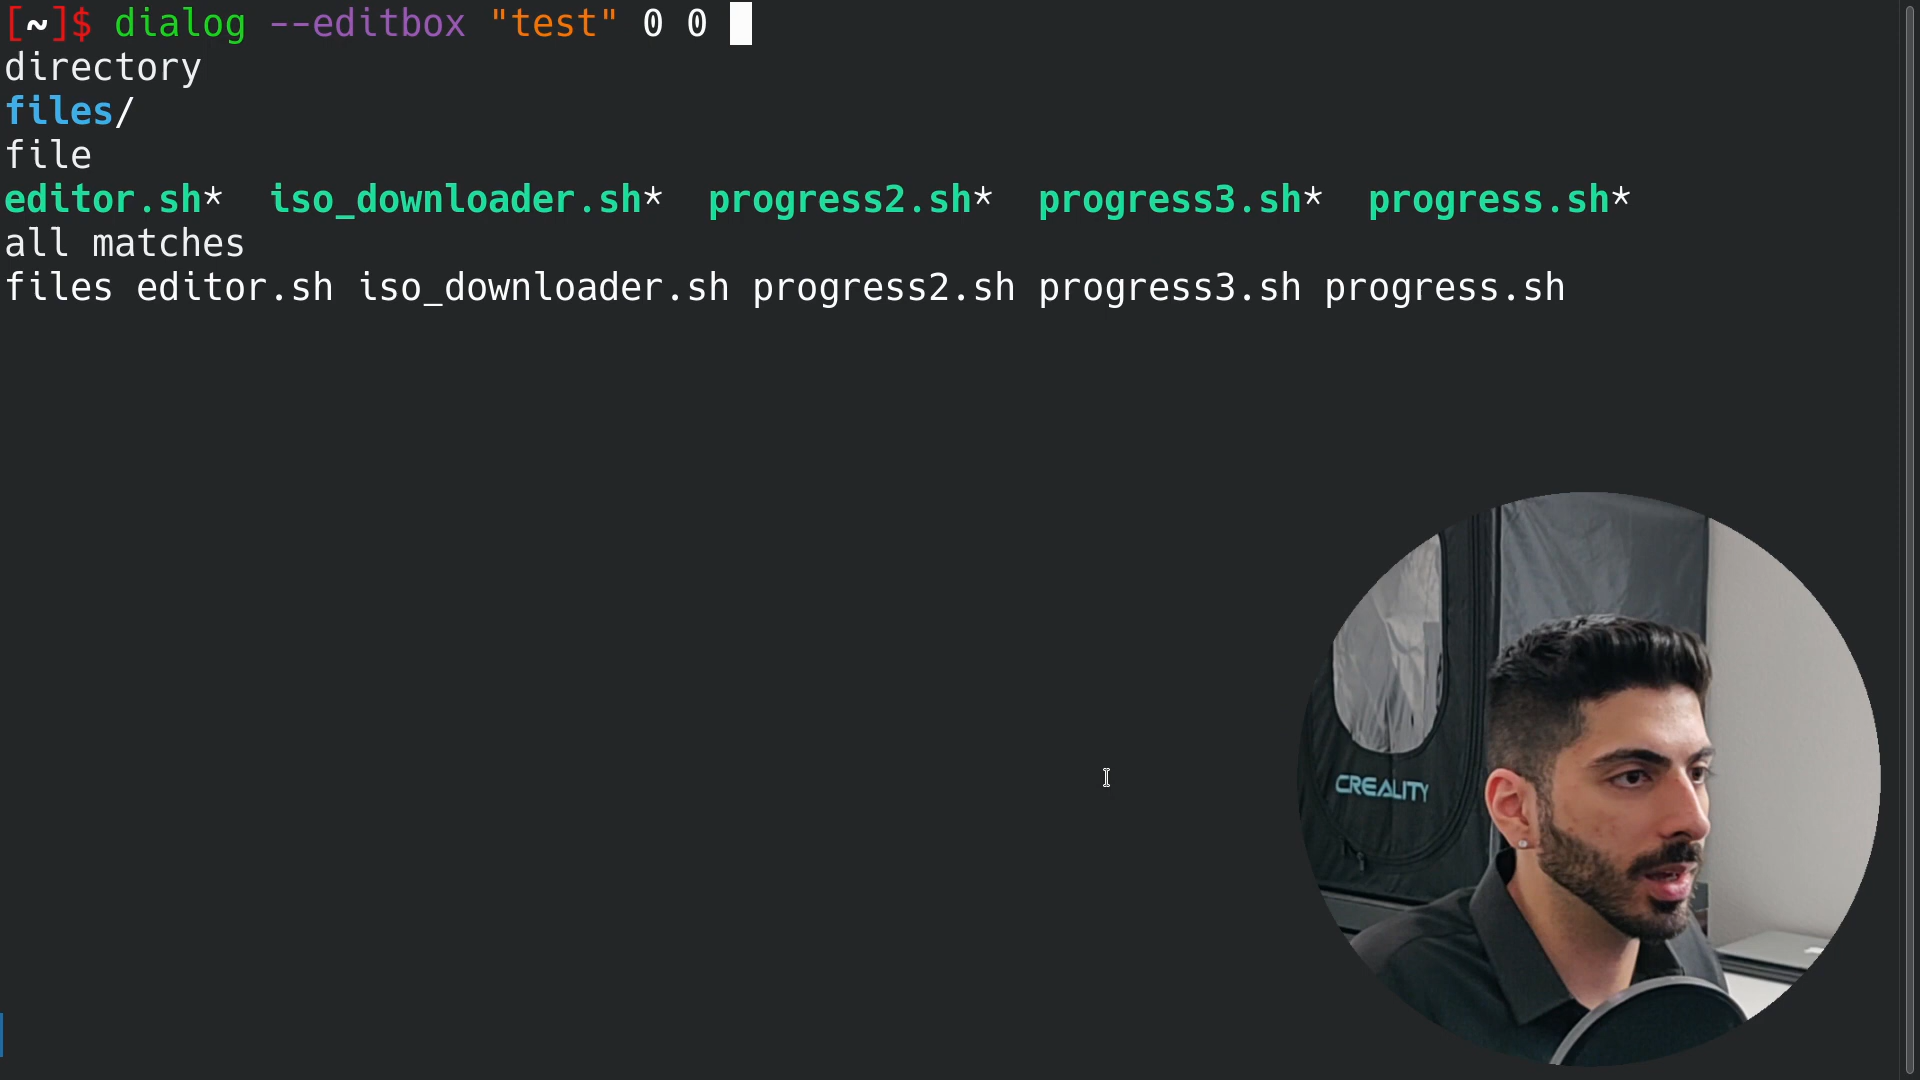 [~]$ dialog --editbox "test" 0 0
directory
files/
file
editor.sh*  iso_downloader.sh*  progress2.sh*  progress3.sh*  progress.sh*
all matches
files editor.sh iso_downloader.sh progress2.sh progress3.sh progress.sh
CREALITY